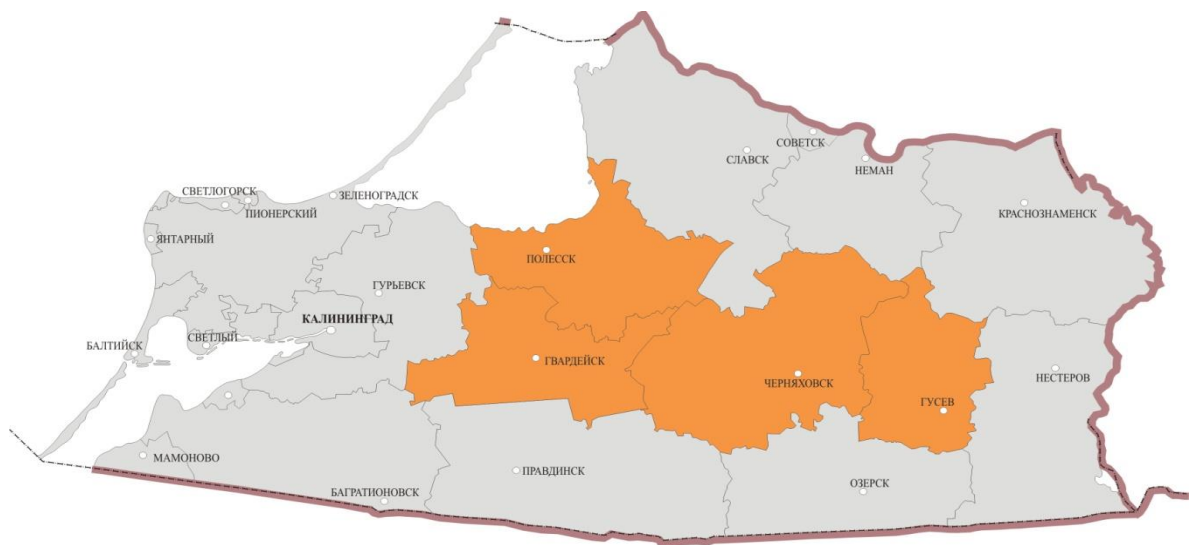 СОВЕТСК
СЛАВСК
НЕМАН
СВЕТЛОГОРСК
ЗЕЛЕНОГРАДСК
ПИОНЕРСКИЙ
КРАСНОЗНАМЕНСК
ЯНТАРНЫЙ
ПОЛЕССК
ГУРЬЕВСК
КАЛИНИНГРАД
СВЕТЛЫЙ
БАЛТИЙСК
ГВАРДЕЙСК
НЕСТЕРОВ
ЧЕРНЯХОВСК
ГУСЕВ
МАМОНОВО
ПРАВДИНСК
ОЗЕРСК
БАГРАТИОНОВСК